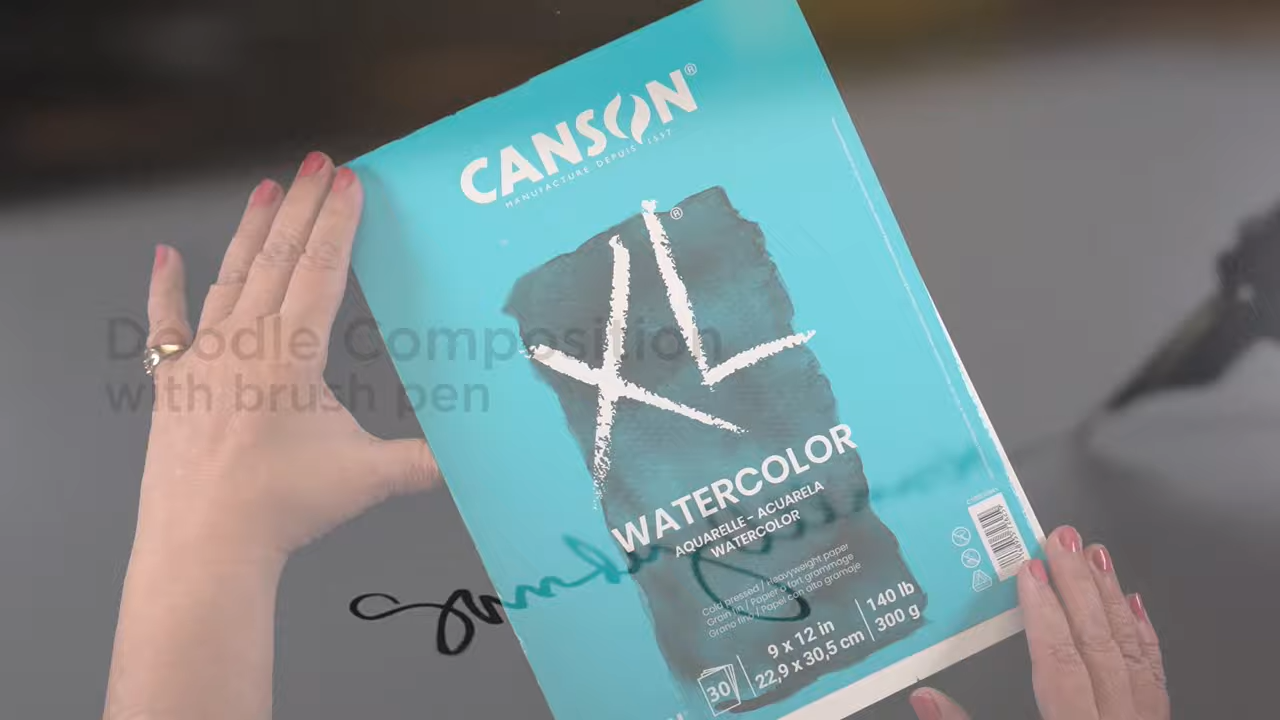 CANSON®
MANUFACTURE DEPUIS 1557
XL®
Doodle Composition
with brush pen
WATERCOLOR
AQUARELLE - ACUARELA
WATERCOLOR
Cold pressed / Heavyweight paper
Grain fin / Papier à fort grammage
Grano fino / Papel con alto gramaje
140 lb
300 g
9 x 12 in
22,9 x 30,5 cm
30